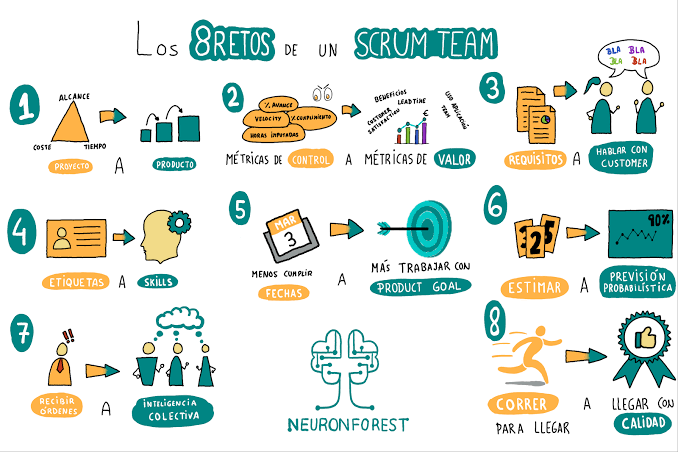 Los 8 RETOS DE UN SCRUM TEAM
1
ALCANCE
COSTE
TIEMPO
PROYECTO A PRODUCTO
2
% AVANCE
VELOCITY
% CUMPLIMIENTO
HORAS IMPUTADAS
BENEFICIOS
LEADTIME
CUSTOMER
SATISFACTION
USO APLICACIÓN
€
MÉTRICAS DE CONTROL A MÉTRICAS DE VALOR
3
BLA BLA
BLA BLA
REQUISITOS A HABLAR CON
CUSTOMER
4
ETIQUETAS A SKILLS
5
MAR
3
MENOS CUMPLIR
FECHAS
A
MÁS TRABAJAR CON
PRODUCT GOAL
6
3 2 5
90%
ESTIMAR A PREVISIÓN
PROBABILÍSTICA
7
!!
RECIBIR
ÓRDENES
A
INTELIGENCIA
COLECTIVA
NEURONFOREST
8
CORRER
PARA LLEGAR
A
LLEGAR CON
CALIDAD